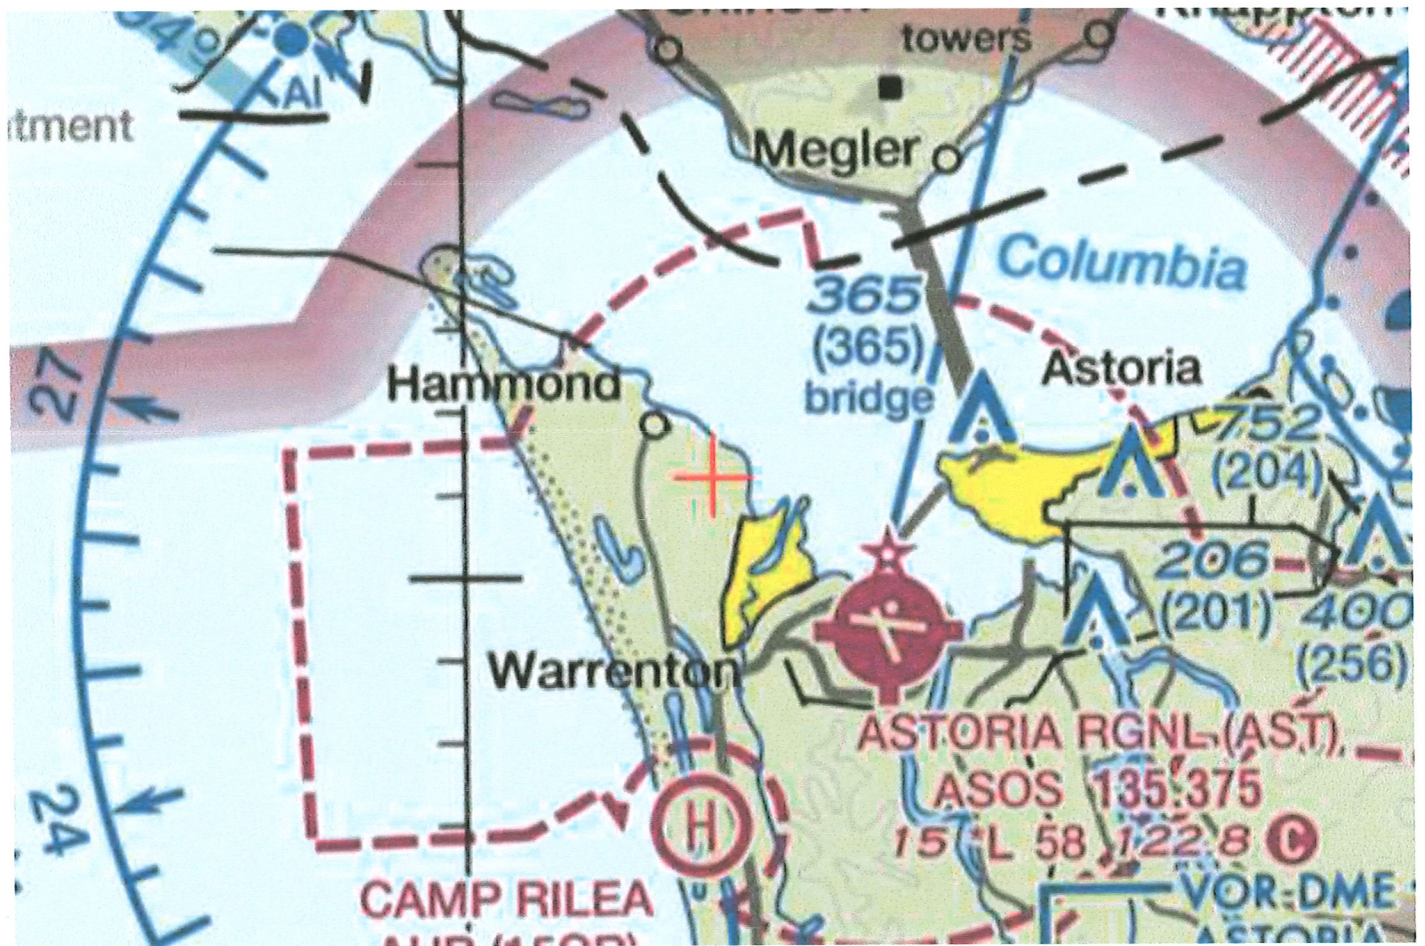 towers
Megler
tment
Columbia
365
(365)
bridge
Astoria
Hammond
27
752
(204)
206
(201)
400
(256)
Warrenton
24
ASTORIA RGNL (AST)
ASOS 135.375
15 *L 58 122.8 C
H
CAMP RILEA
VOR-DME
ASTORIA